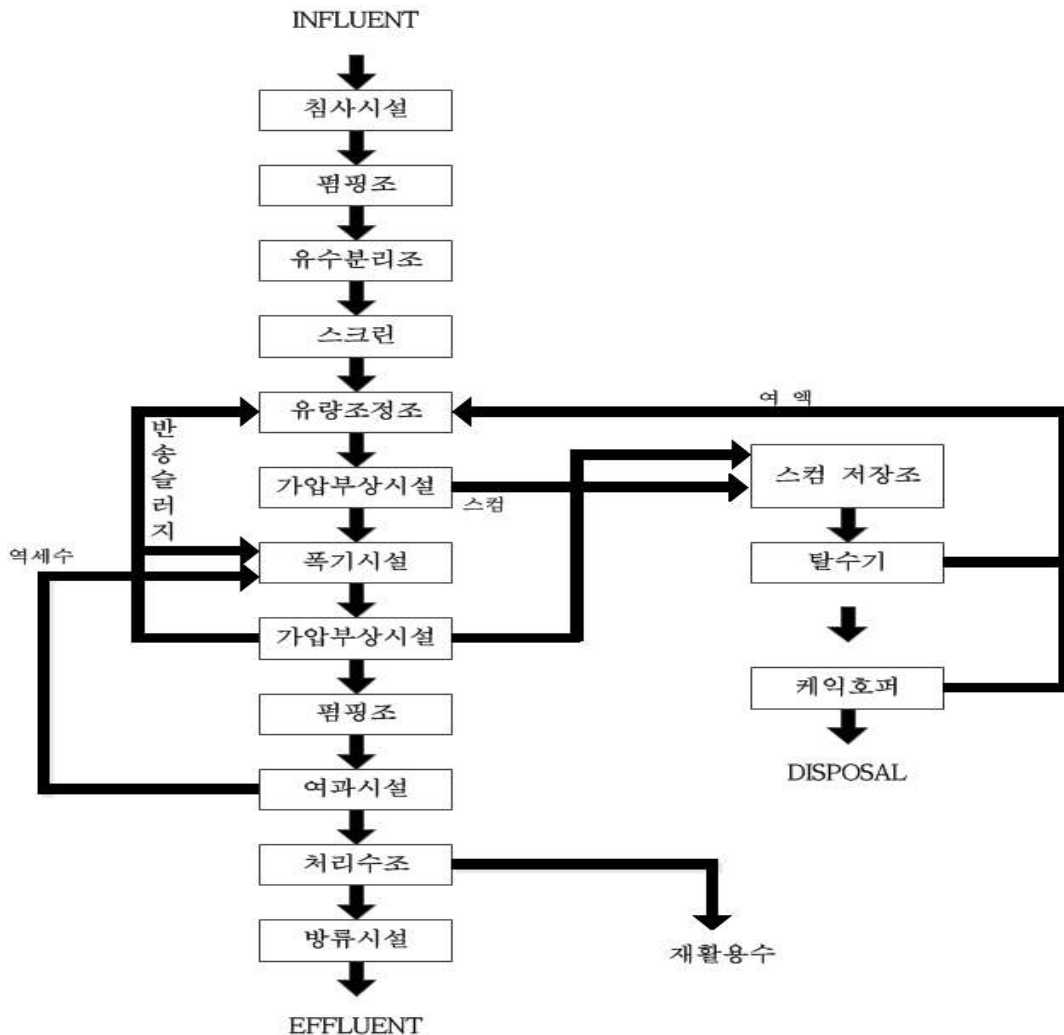 INFLUENT
침사시설
펌핑조
유수분리조
스크린
유량조정조
여 액
반송슬러지
가압부상시설
스컴
스컴 저장조
역세수
폭기시설
탈수기
가압부상시설
케익호퍼
펌핑조
DISPOSAL
여과시설
처리수조
방류시설
재활용수
EFFLUENT